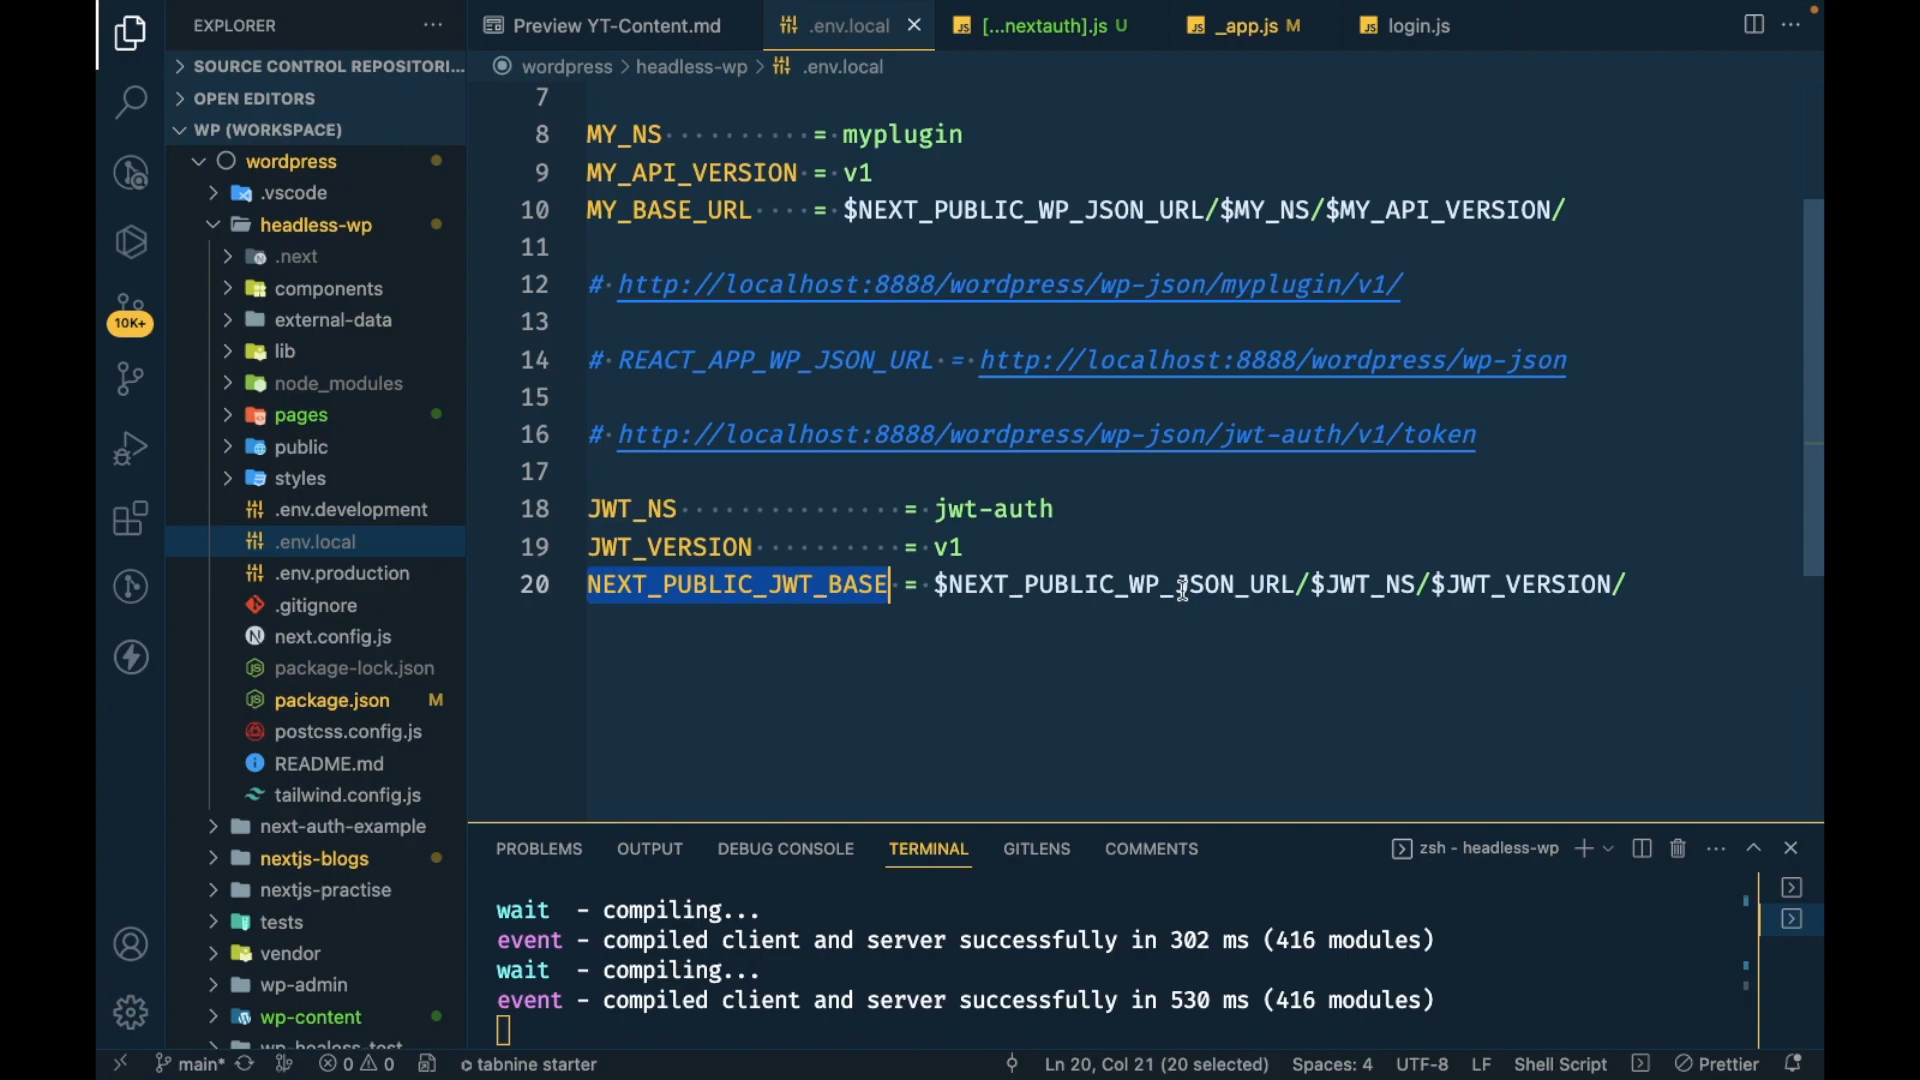 EXPLORER
Preview YT-Content.md
.env.local
[...nextauth].js U
_app.js M
login.js
SOURCE CONTROL REPOSITORI...
OPEN EDITORS
WP (WORKSPACE)
wordpress
.vscode
headless-wp
.next
components
external-data
lib
node_modules
pages
public
styles
.env.development
.env.local
.env.production
.gitignore
next.config.js
package-lock.json
package.json M
postcss.config.js
README.md
tailwind.config.js
next-auth-example
nextjs-blogs
nextjs-practise
tests
vendor
wp-admin
wp-content
10K+
wordpress > headless-wp > .env.local
7
8 MY_NS = myplugin
9 MY_API_VERSION = v1
10 MY_BASE_URL = $NEXT_PUBLIC_WP_JSON_URL/$MY_NS/$MY_API_VERSION/
11
12 # http://localhost:8888/wordpress/wp-json/myplugin/v1/
13
14 # REACT_APP_WP_JSON_URL = http://localhost:8888/wordpress/wp-json
15
16 # http://localhost:8888/wordpress/wp-json/jwt-auth/v1/token
17
18 JWT_NS = jwt-auth
19 JWT_VERSION = v1
20 NEXT_PUBLIC_JWT_BASE = $NEXT_PUBLIC_WP_JSON_URL/$JWT_NS/$JWT_VERSION/
PROBLEMS OUTPUT DEBUG CONSOLE TERMINAL GITLENS COMMENTS zsh - headless-wp
wait - compiling...
event - compiled client and server successfully in 302 ms (416 modules)
wait - compiling...
event - compiled client and server successfully in 530 ms (416 modules)
main* 0 0 tabnine starter Ln 20, Col 21 (20 selected) Spaces: 4 UTF-8 LF Shell Script Prettier